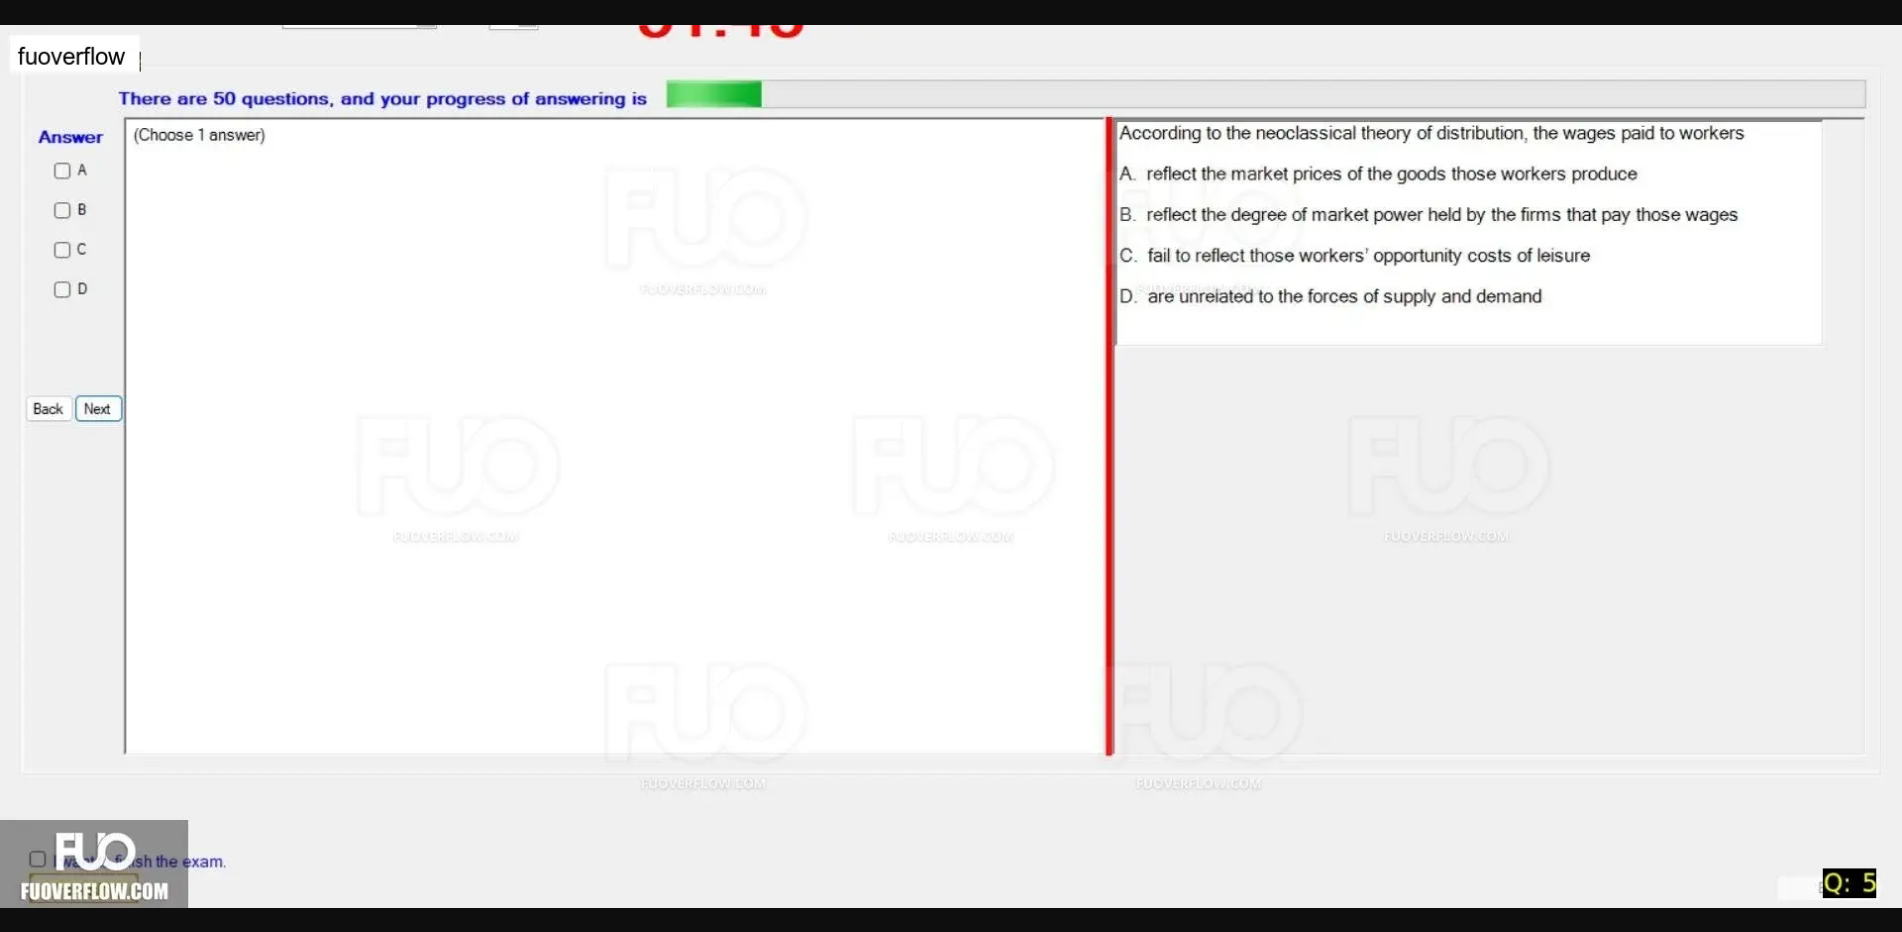 fuoverflow
There are 50 questions, and your progress of answering is
Answer
(Choose 1 answer)
A
B
C
D
Back
Next
According to the neoclassical theory of distribution, the wages paid to workers
A. reflect the market prices of the goods those workers produce
B. reflect the degree of market power held by the firms that pay those wages
C. fail to reflect those workers' opportunity costs of leisure
D. are unrelated to the forces of supply and demand
FUO
FUOVERFLOW.COM
FUO
FUOVERFLOW.COM
FUO
FUOVERFLOW.COM
FUO
FUOVERFLOW.COM
FUO
FUOVERFLOW.COM
FUO
FUOVERFLOW.COM
FUO
FUOVERFLOW.COM
the exam.
FUO
FUOVERFLOW.COM
Q: 5